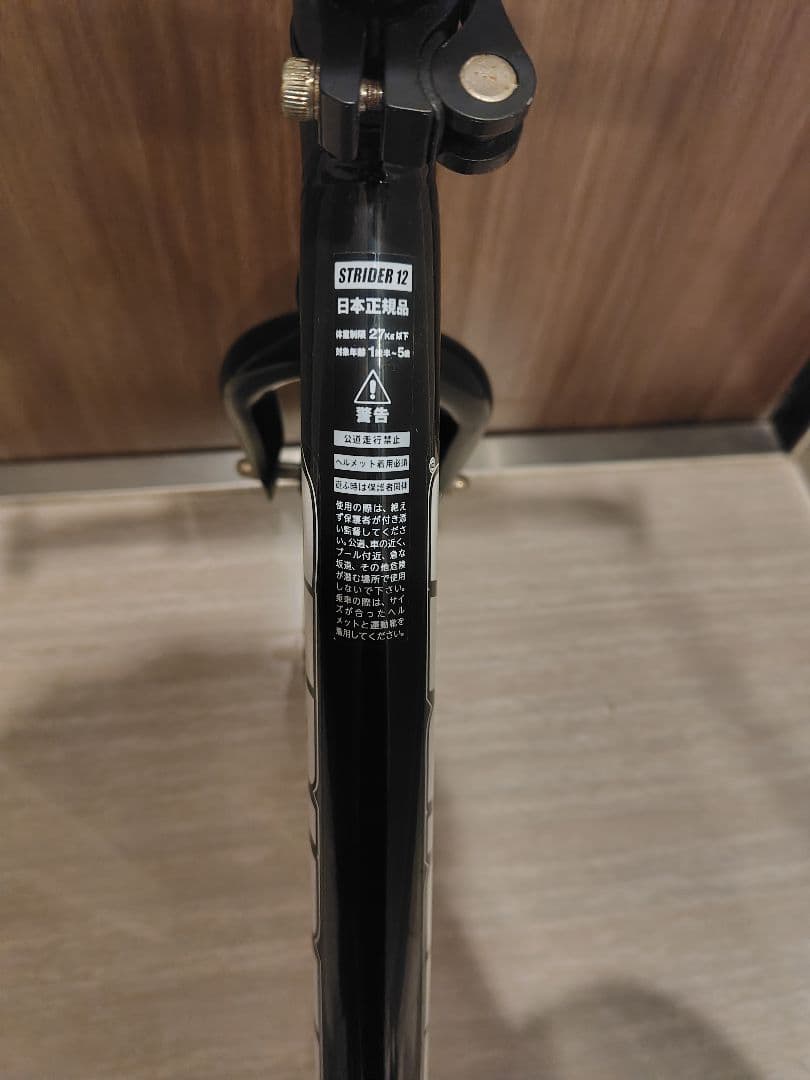 STRIDER 12
日本正規品
体重制限 27Kg以下
対象年齢 1歳半~5歳
警告
公道走行禁止
ヘルメット着用必須
遊ぶ時は保護者同伴
使用の際は、絶え
ず保護者が付き添
い監督してくださ
い。公道、車の近く、
プール付近、急な
坂道、その他危険
が潜む場所で使用
しないで下さい。
乗車の際は、サイ
ズが合ったヘル
メットと運動靴を
着用してください。